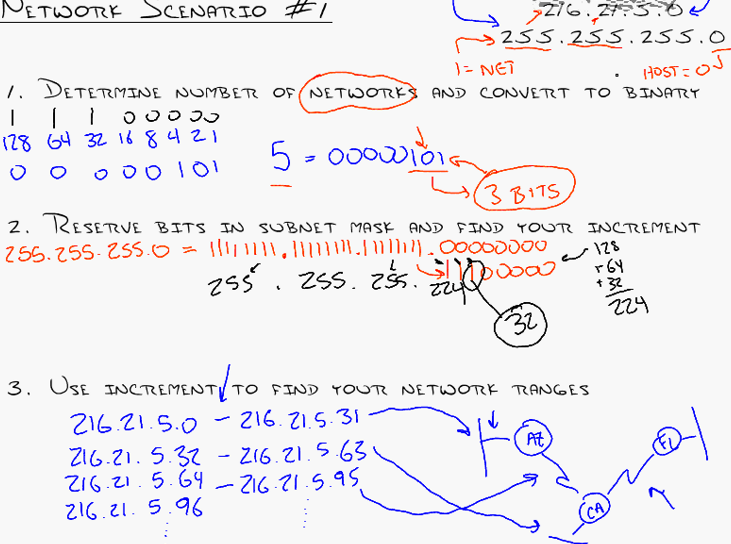 NETWORK SCENARIO #1
216.21.5.0
255.255.255.0
1=NET
HOST=0
1. DETERMINE NUMBER OF NETWORKS AND CONVERT TO BINARY
1 1 1 0 0 0 0 0
128 64 32 16 8 4 2 1
0 0 0 0 0 1 0 1
5 = 00000101
3 BITS
2. RESERVE BITS IN SUBNET MASK AND FIND YOUR INCREMENT
255.255.255.0 = 11111111.11111111.11111111.00000000
11100000
255.255.255.224
32
128
+64
+32
224
3. USE INCREMENT TO FIND YOUR NETWORK RANGES
216.21.5.0 - 216.21.5.31
216.21.5.32 - 216.21.5.63
216.21.5.64 - 216.21.5.95
216.21.5.96
AZ
FL
CA